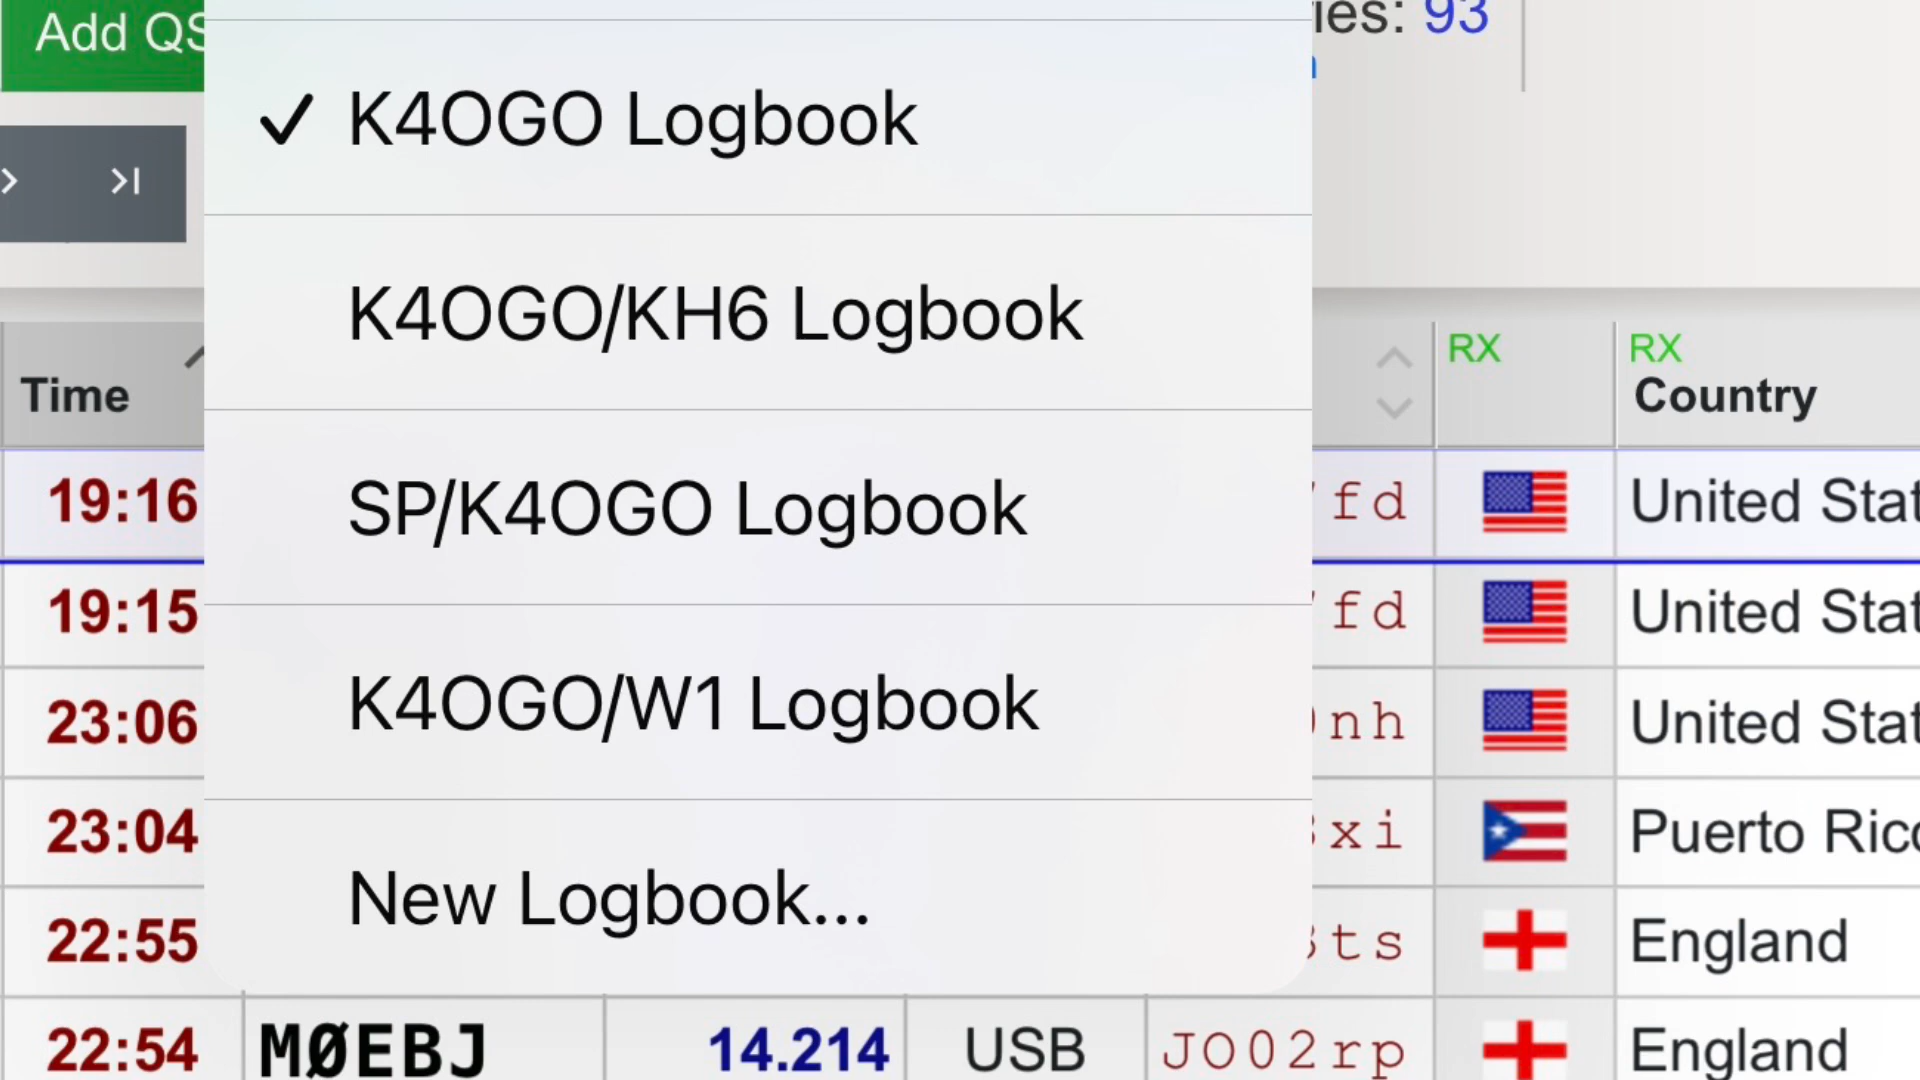 Add QS
ies: 93
✓ K4OGO Logbook
K4OGO/KH6 Logbook
SP/K4OGO Logbook
K4OGO/W1 Logbook
New Logbook...
Time
RX
RX
Country
19:16 fd United Stat
19:15 fd United Stat
23:06 nh United Stat
23:04 xi Puerto Rico
22:55 ts England
22:54 MØEBJ 14.214 USB JO02rp England